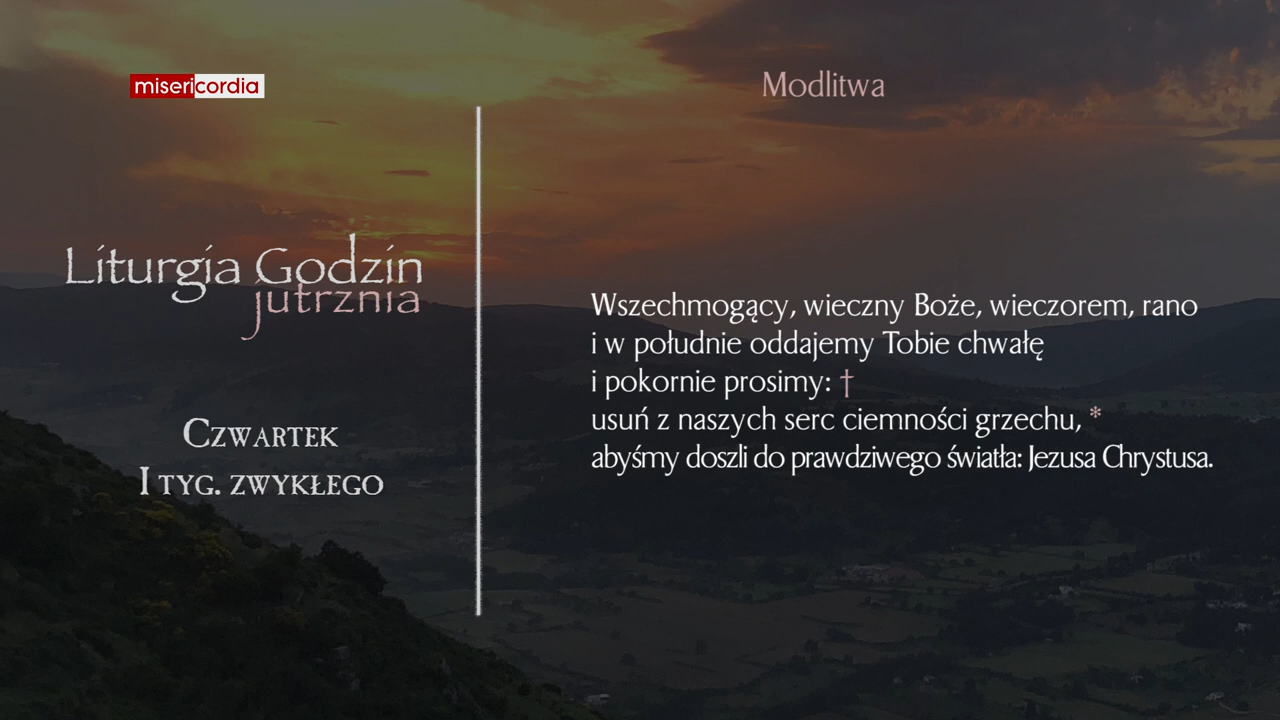 misericordia
Liturgia Godzin
jutrznia
Czwartek
I tyg. zwykłego
Modlitwa
Wszechmogący, wieczny Boże, wieczorem, rano
i w południe oddajemy Tobie chwałę
i pokornie prosimy: †
usuń z naszych serc ciemności grzechu, *
abyśmy doszli do prawdziwego światła: Jezusa Chrystusa.